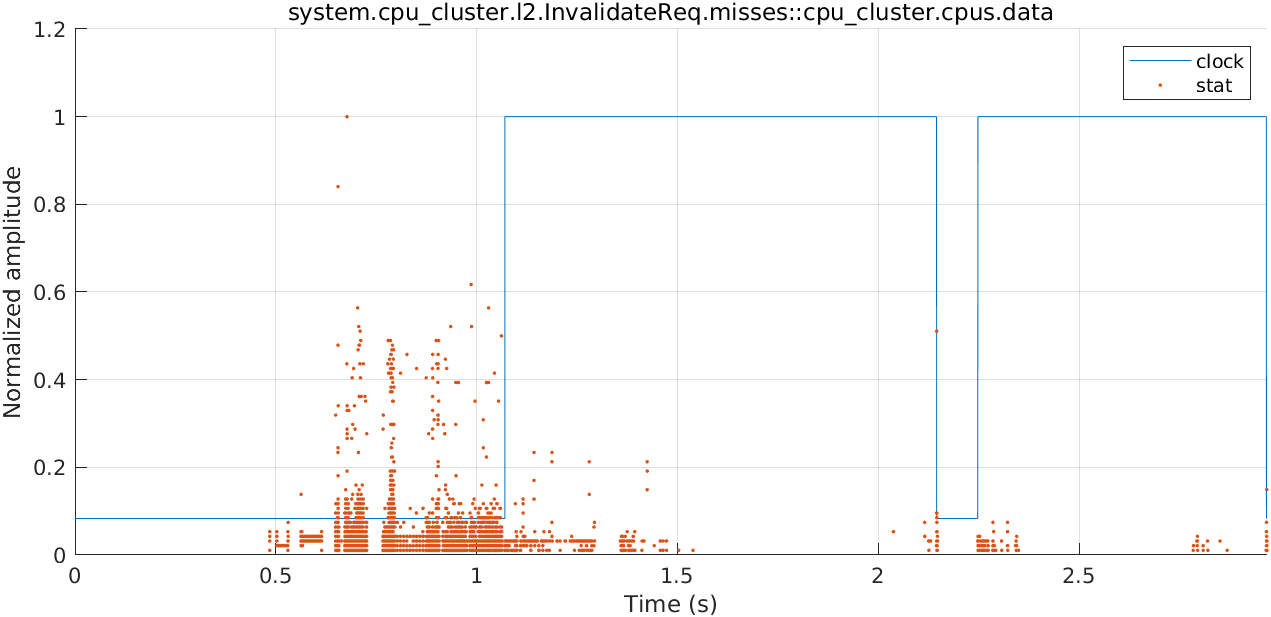 system.cpu_cluster.l2.InvalidateReq.misses::cpu_cluster.cpus.data
1.2
1
0.8
0.6
0.4
0.2
0
Normalized amplitude
clock
stat
0 0.5 1 1.5 2 2.5
Time (s)